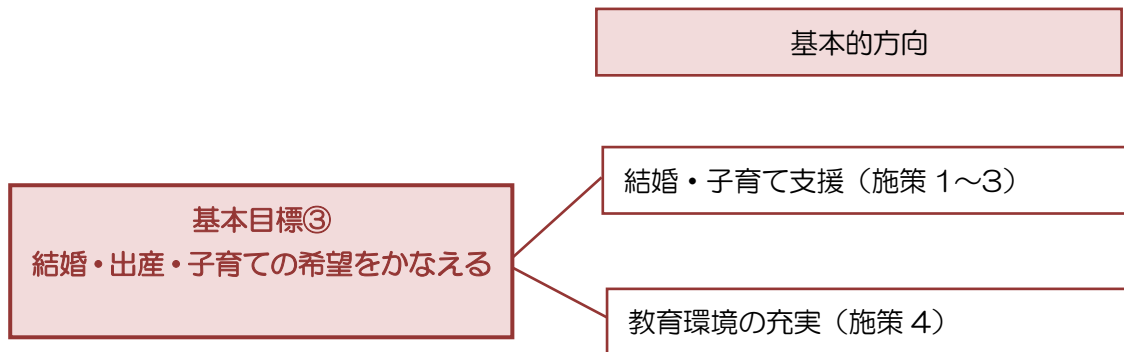 基本的方向
結婚・子育て支援（施策 1～3）
基本目標③
結婚・出産・子育ての希望をかなえる
教育環境の充実（施策 4）